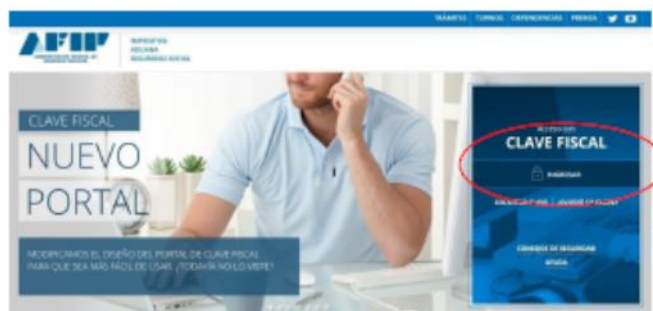 TRÁMITES TURNOS DEPENDENCIAS PRENSA
AFIP
IMPOSITIVA
ADUANA
SEGURIDAD SOCIAL
CLAVE FISCAL
NUEVO
PORTAL
MODIFICAMOS EL DISEÑO DEL PORTAL DE CLAVE FISCAL
PARA QUE SEA MÁS FÁCIL DE USAR. ¿TODAVÍA NO LO VISTE?
Acceso con
CLAVE FISCAL
INGRESAR
CONSEJOS DE SEGURIDAD
AYUDA